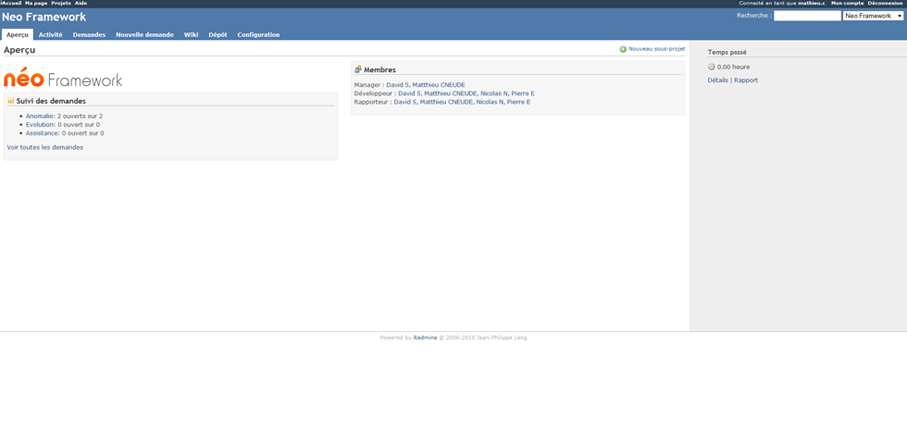 Accueil Ma page Projets Aide
Connecté en tant que mathieu.c Mon compte Déconnexion
Neo Framework
Recherche : Neo Framework
Aperçu Activité Demandes Nouvelle demande Wiki Dépôt Configuration
Aperçu
Nouveau sous-projet
néo Framework
Suivi des demandes
Anomalie: 2 ouverts sur 2
Evolution: 0 ouvert sur 0
Assistance: 0 ouvert sur 0
Voir toutes les demandes
Membres
Manager : David S, Matthieu CNEUDE
Développeur : David S, Matthieu CNEUDE, Nicolas N, Pierre E
Rapporteur : David S, Matthieu CNEUDE, Nicolas N, Pierre E
Temps passé
0.00 heure
Détails | Rapport
Powered by Redmine © 2006-2010 Jean-Philippe Lang